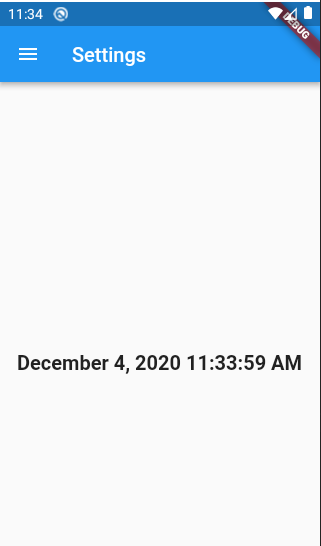 11:34
DEBUG
Settings
December 4, 2020 11:33:59 AM